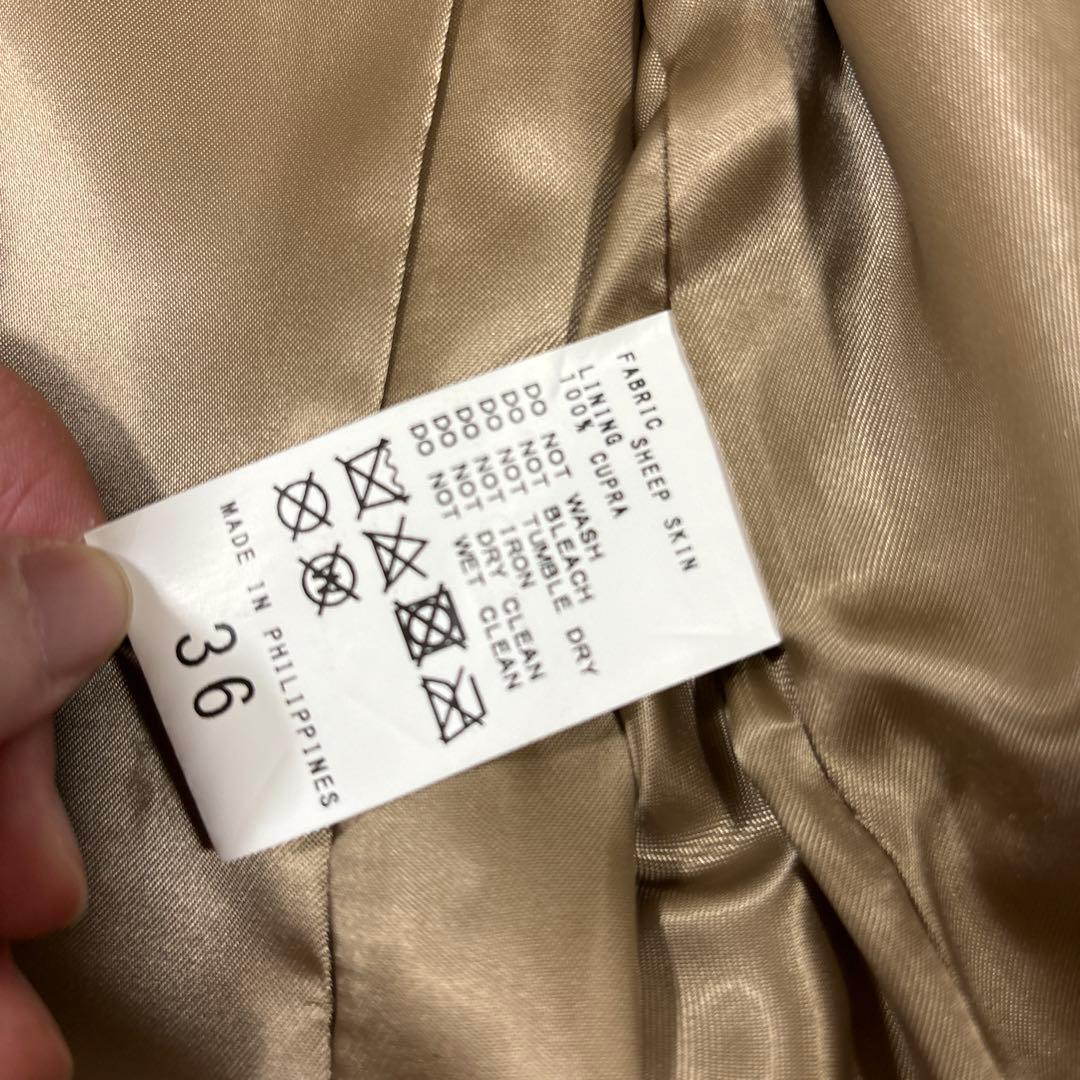 FABRIC SHEEP SKIN
LINING CUPRA
100%
DO NOT WASH
DO NOT BLEACH
DO NOT TUMBLE DRY
DO NOT IRON
DO NOT DRY CLEAN
DO NOT WET CLEAN
MADE IN PHILIPPINES
36